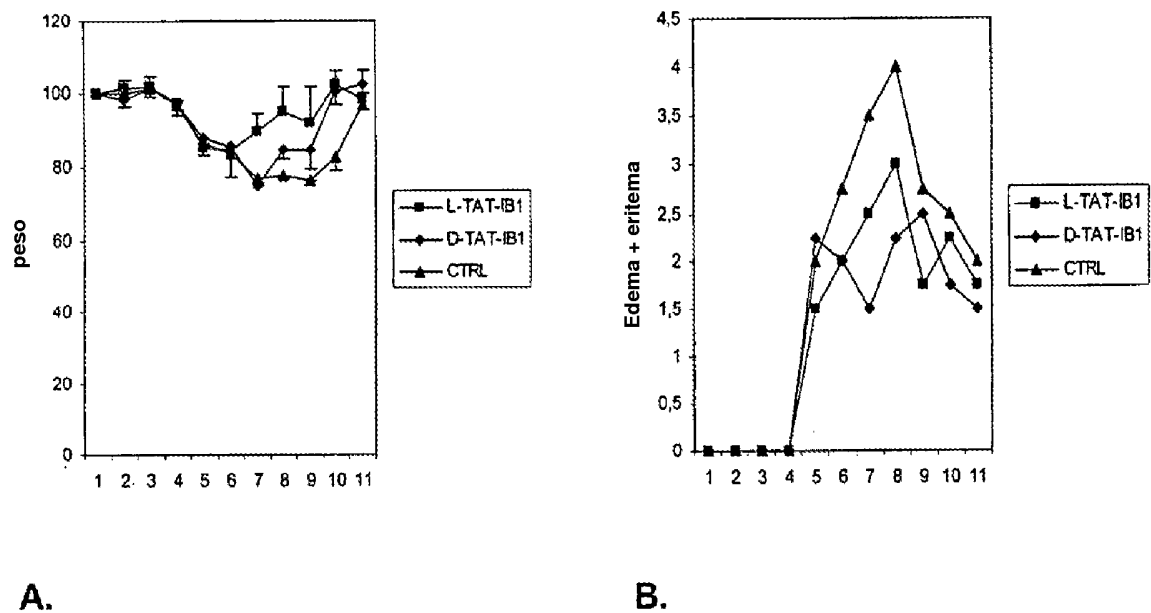 120
100
80
60
40
20
0
peso
1 2 3 4 5 6 7 8 9 10 11
L-TAT-IB1
D-TAT-IB1
CTRL
A.
4,5
4
3,5
3
2,5
2
1,5
1
0,5
0
Edema + eritema
1 2 3 4 5 6 7 8 9 10 11
L-TAT-IB1
D-TAT-IB1
CTRL
B.